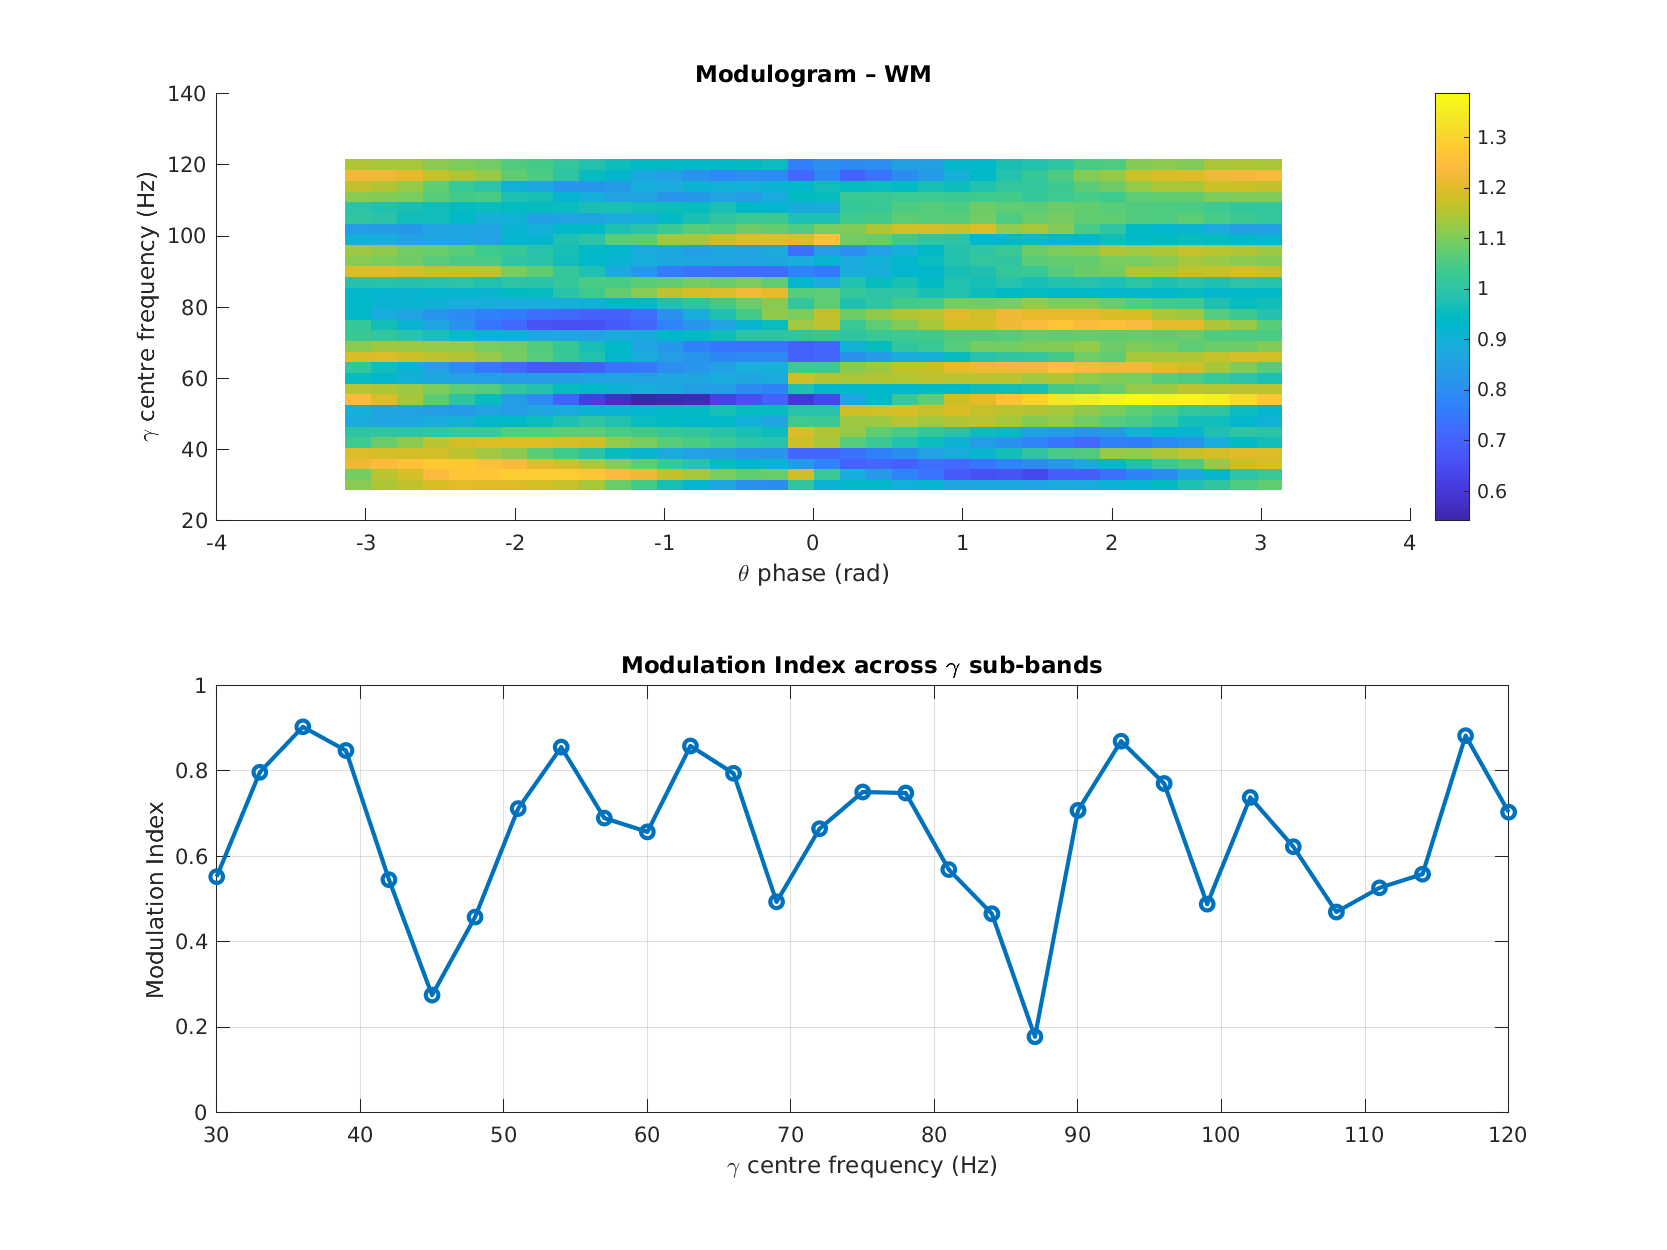 Modulogram – WM
γ centre frequency (Hz)
140
120
100
80
60
40
20
-4 -3 -2 -1 0 1 2 3 4
θ phase (rad)
1.3
1.2
1.1
1
0.9
0.8
0.7
0.6
Modulation Index across γ sub-bands
Modulation Index
1
0.8
0.6
0.4
0.2
0
30 40 50 60 70 80 90 100 110 120
γ centre frequency (Hz)